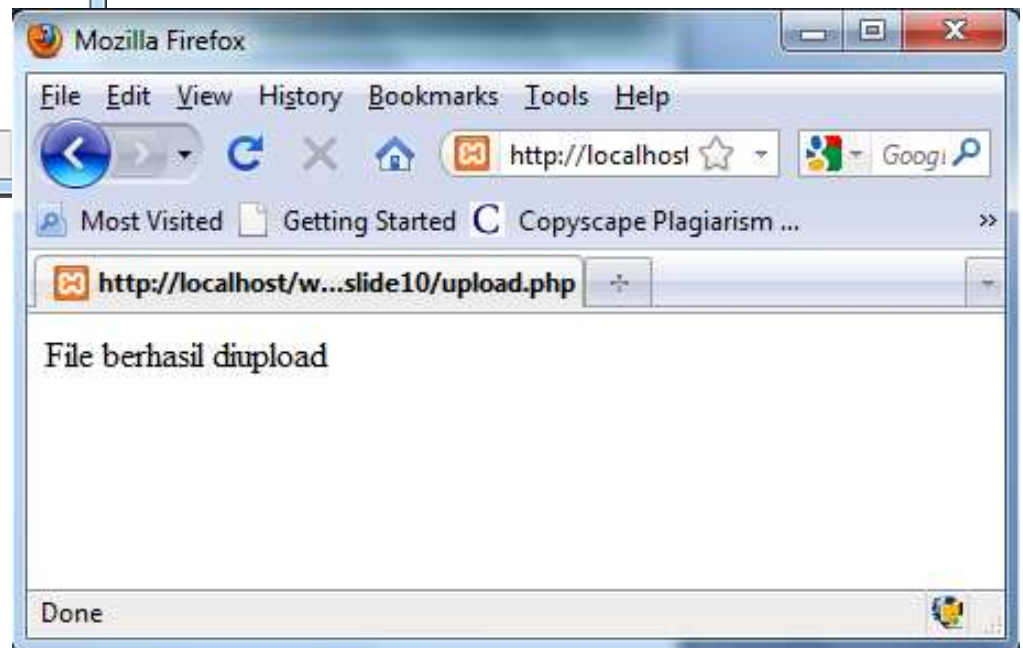 Mozilla Firefox
File Edit View History Bookmarks Tools Help
http://localhost Googl
Most Visited Getting Started C Copyscape Plagiarism ... »
http://localhost/w...slide10/upload.php
File berhasil diupload
Done